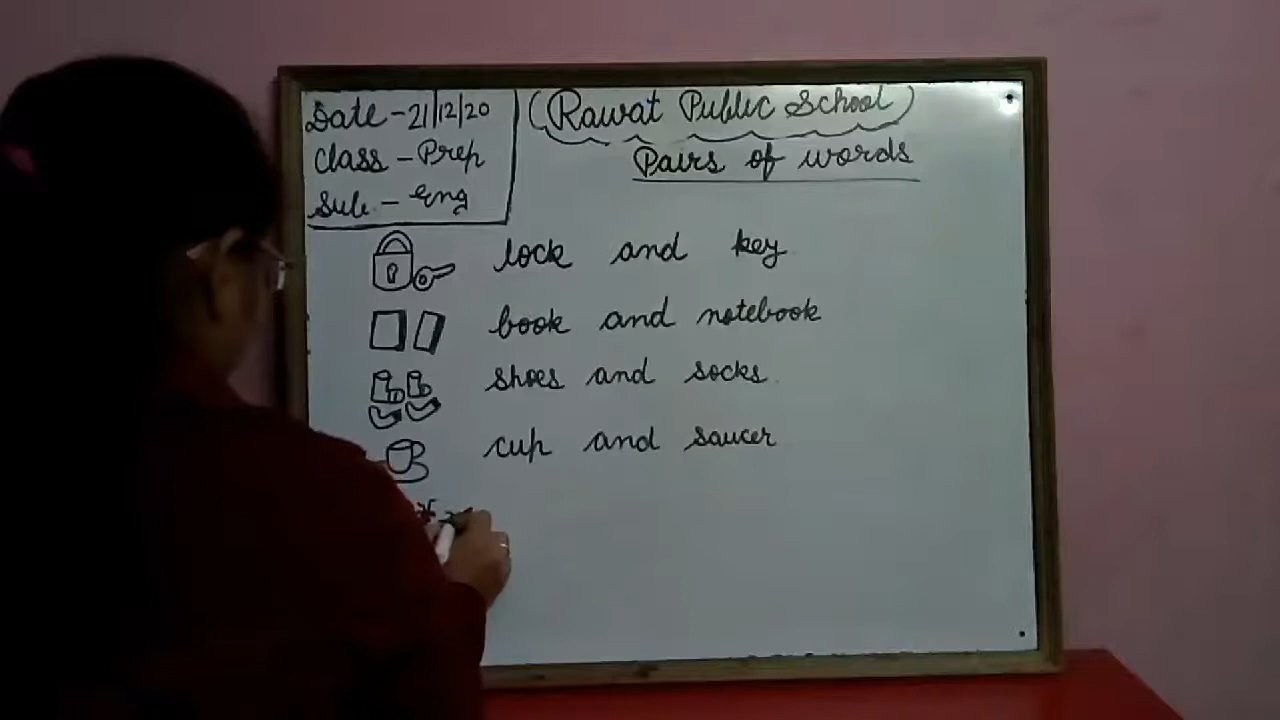 Date - 21/12/20
Class - Prep
Sub - Eng
(Rawat Public School)
Pairs of words
lock and key
book and notebook
shoes and socks
cup and saucer